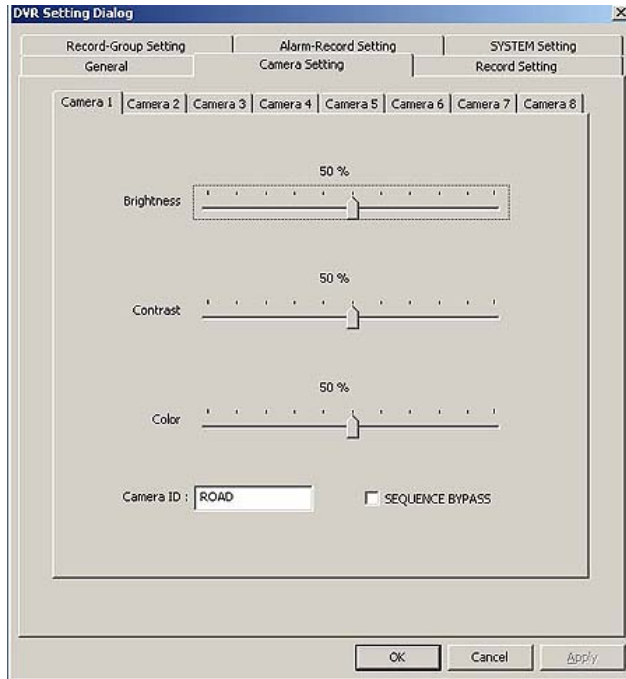 DVR Setting Dialog
Record-Group Setting
Alarm-Record Setting
SYSTEM Setting
General
Camera Setting
Record Setting
Camera 1
Camera 2
Camera 3
Camera 4
Camera 5
Camera 6
Camera 7
Camera 8
50 %
Brightness
50 %
Contrast
50 %
Color
Camera ID :
ROAD
SEQUENCE BYPASS
OK
Cancel
Apply